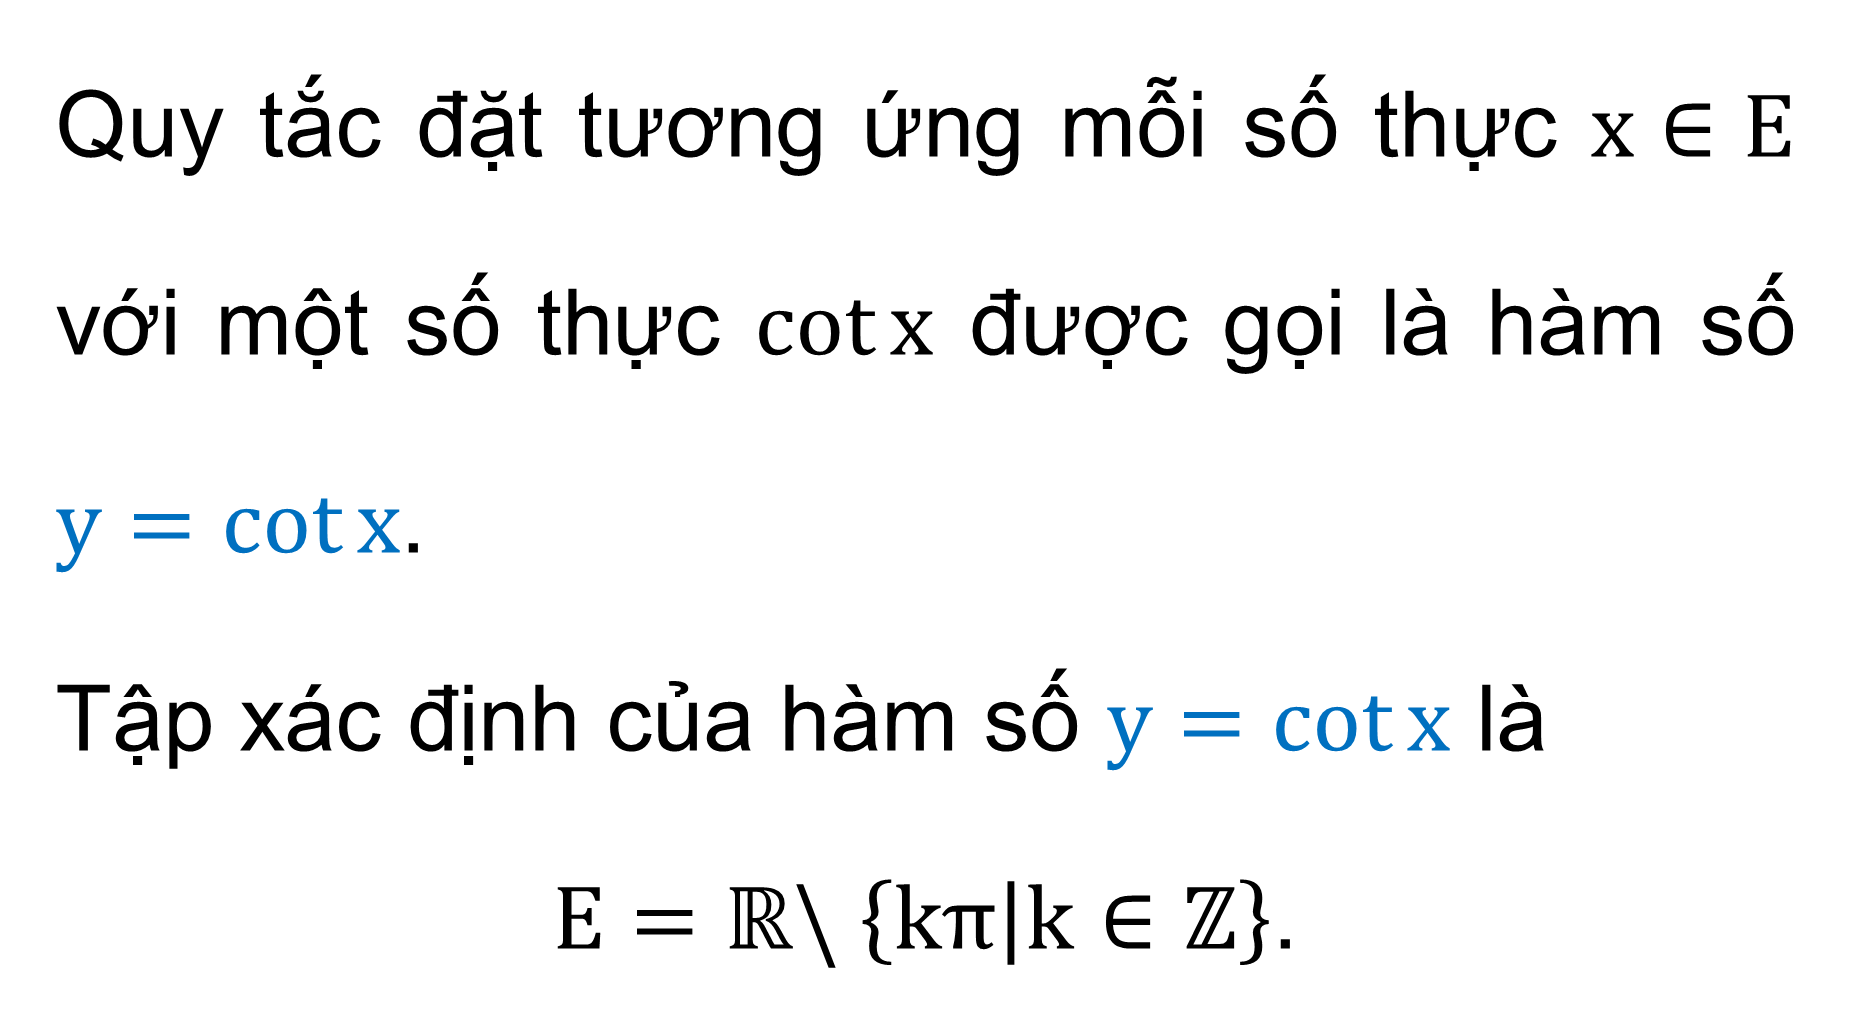 Quy tắc đặt tương ứng mỗi số thực x ∈ E
với một số thực cot x được gọi là hàm số
y = cot x.
Tập xác định của hàm số y = cot x là
E = ℝ\ {kπ|k ∈ ℤ}.